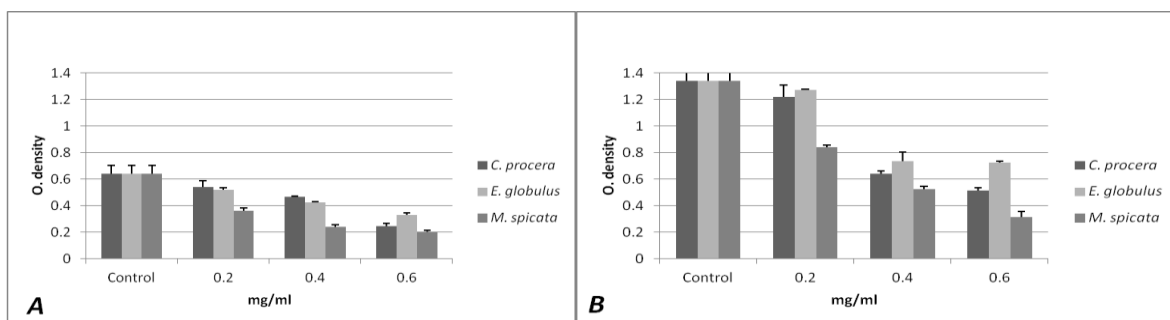 1.4
1.2
1
0.8
0.6
0.4
0.2
0
O. density
Control 0.2 0.4 0.6
mg/ml
C. procera
E. globulus
M. spicata
A
1.4
1.2
1
0.8
0.6
0.4
0.2
0
O. density
Control 0.2 0.4 0.6
mg/ml
C. procera
E. globulus
M. spicata
B